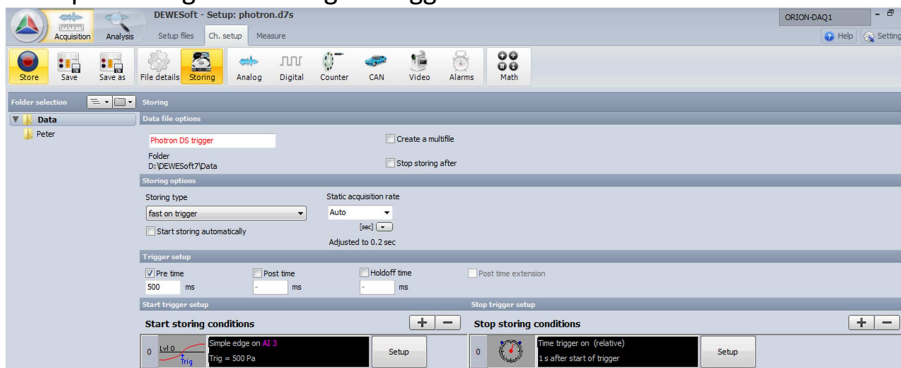 DEWESoft - Setup: photron.d7s
ORION-DAQ1
Acquisition Analysis Setup files Ch. setup Measure Help Setting
Store Save Save as File details Storing Analog Digital Counter CAN Video Alarms Math
Folder selection
Data
Peter
Storing
Data file options
Photron DS trigger
Create a multifile
Folder
D:\DEWESoft7\Data
Stop storing after
Storing options
Storing type
Static acquisition rate
fast on trigger
Auto
Start storing automatically
[sec]
Adjusted to 0.2 sec
Trigger setup
Pre time Post time Holdoff time Post time extension
500 ms - ms - ms
Start trigger setup
Stop trigger setup
Start storing conditions + −
Stop storing conditions + −
0 Lvl 0 Trig
Simple edge on AI 3
Trig = 500 Pa
Setup
0
Time trigger on (relative)
1 s after start of trigger
Setup